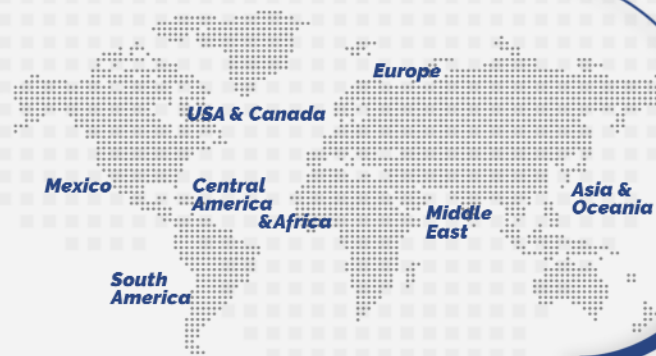 Europe
USA & Canada
Mexico
Central
America
&Africa
Middle
East
Asia &
Oceania
South
America